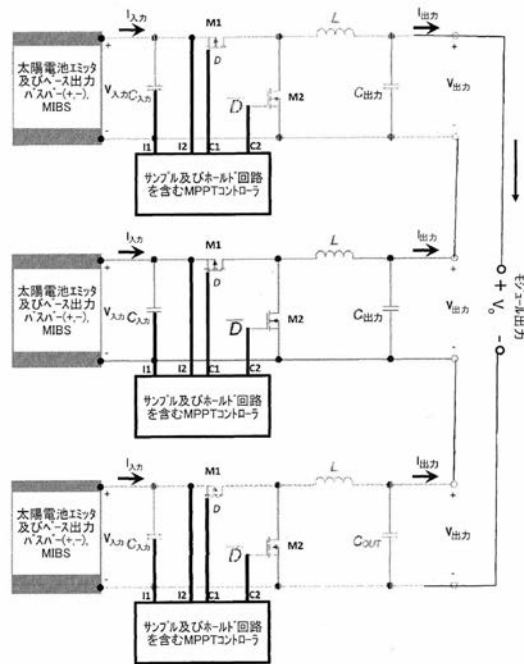 I入力
M1
L
I出力
太陽電池エミッタ
及びベース出力
バスバー(+,-),
MIBS
+
V入力
-
C入力
D
D̅
M2
C出力
+
V出力
-
I1
I2
C1
C2
サンプル及びホールド回路
を含むMPPTコントローラ
I入力
M1
L
I出力
太陽電池エミッタ
及びベース出力
バスバー(+,-),
MIBS
+
V入力
-
C入力
D
D̅
M2
C出力
+
V出力
-
I1
I2
C1
C2
サンプル及びホールド回路
を含むMPPTコントローラ
+ Vo -
モジュール出力
I入力
M1
L
I出力
太陽電池エミッタ
及びベース出力
バスバー(+,-),
MIBS
+
V入力
-
C入力
D
D̅
M2
COUT
+
V出力
-
I1
I2
C1
C2
サンプル及びホールド回路
を含むMPPTコントローラ